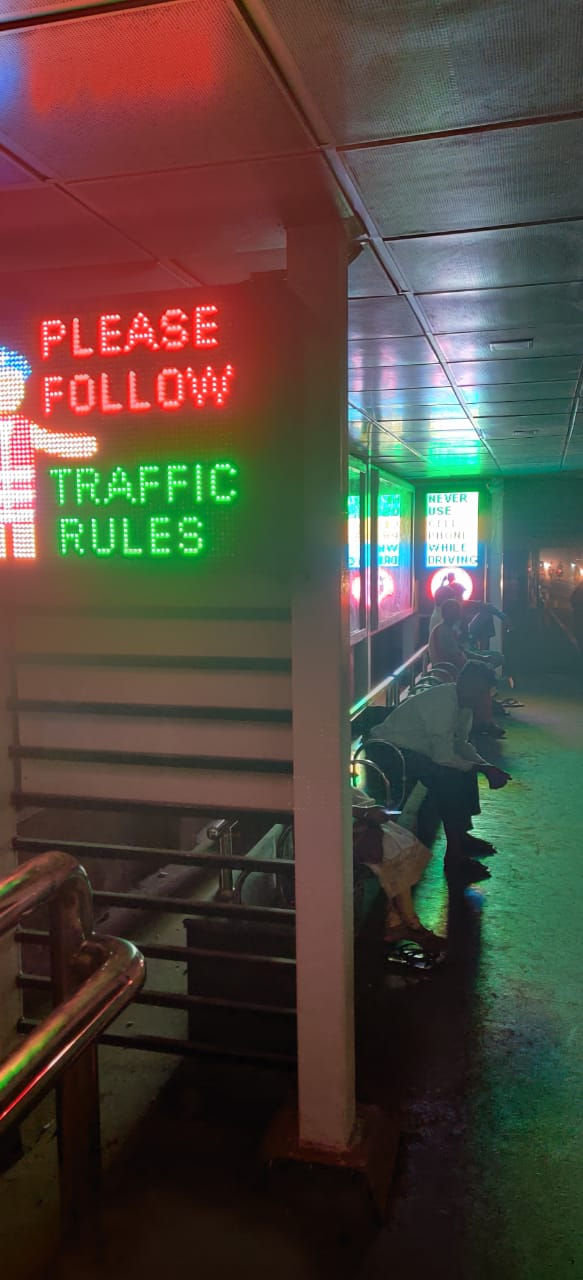 PLEASE
FOLLOW
TRAFFIC
RULES
NEVER
USE
CELL
PHONE
WHILE
DRIVING